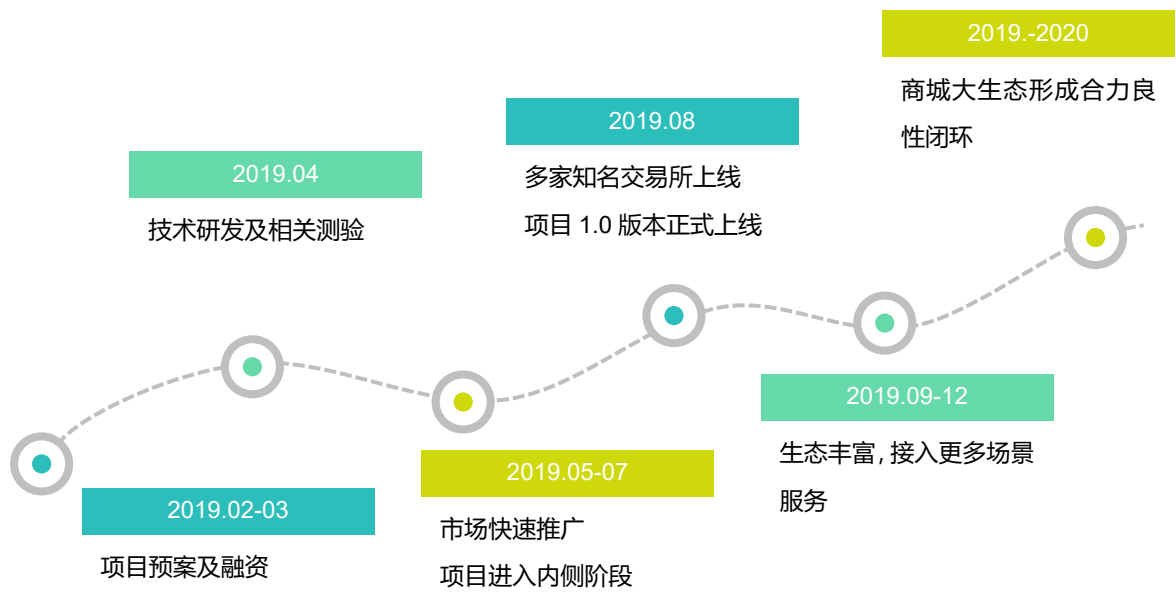 2019.-2020
商城大生态形成合力良
性闭环
2019.08
多家知名交易所上线
项目 1.0 版本正式上线
2019.04
技术研发及相关测验
2019.09-12
生态丰富，接入更多场景
服务
2019.05-07
市场快速推广
项目进入内侧阶段
2019.02-03
项目预案及融资